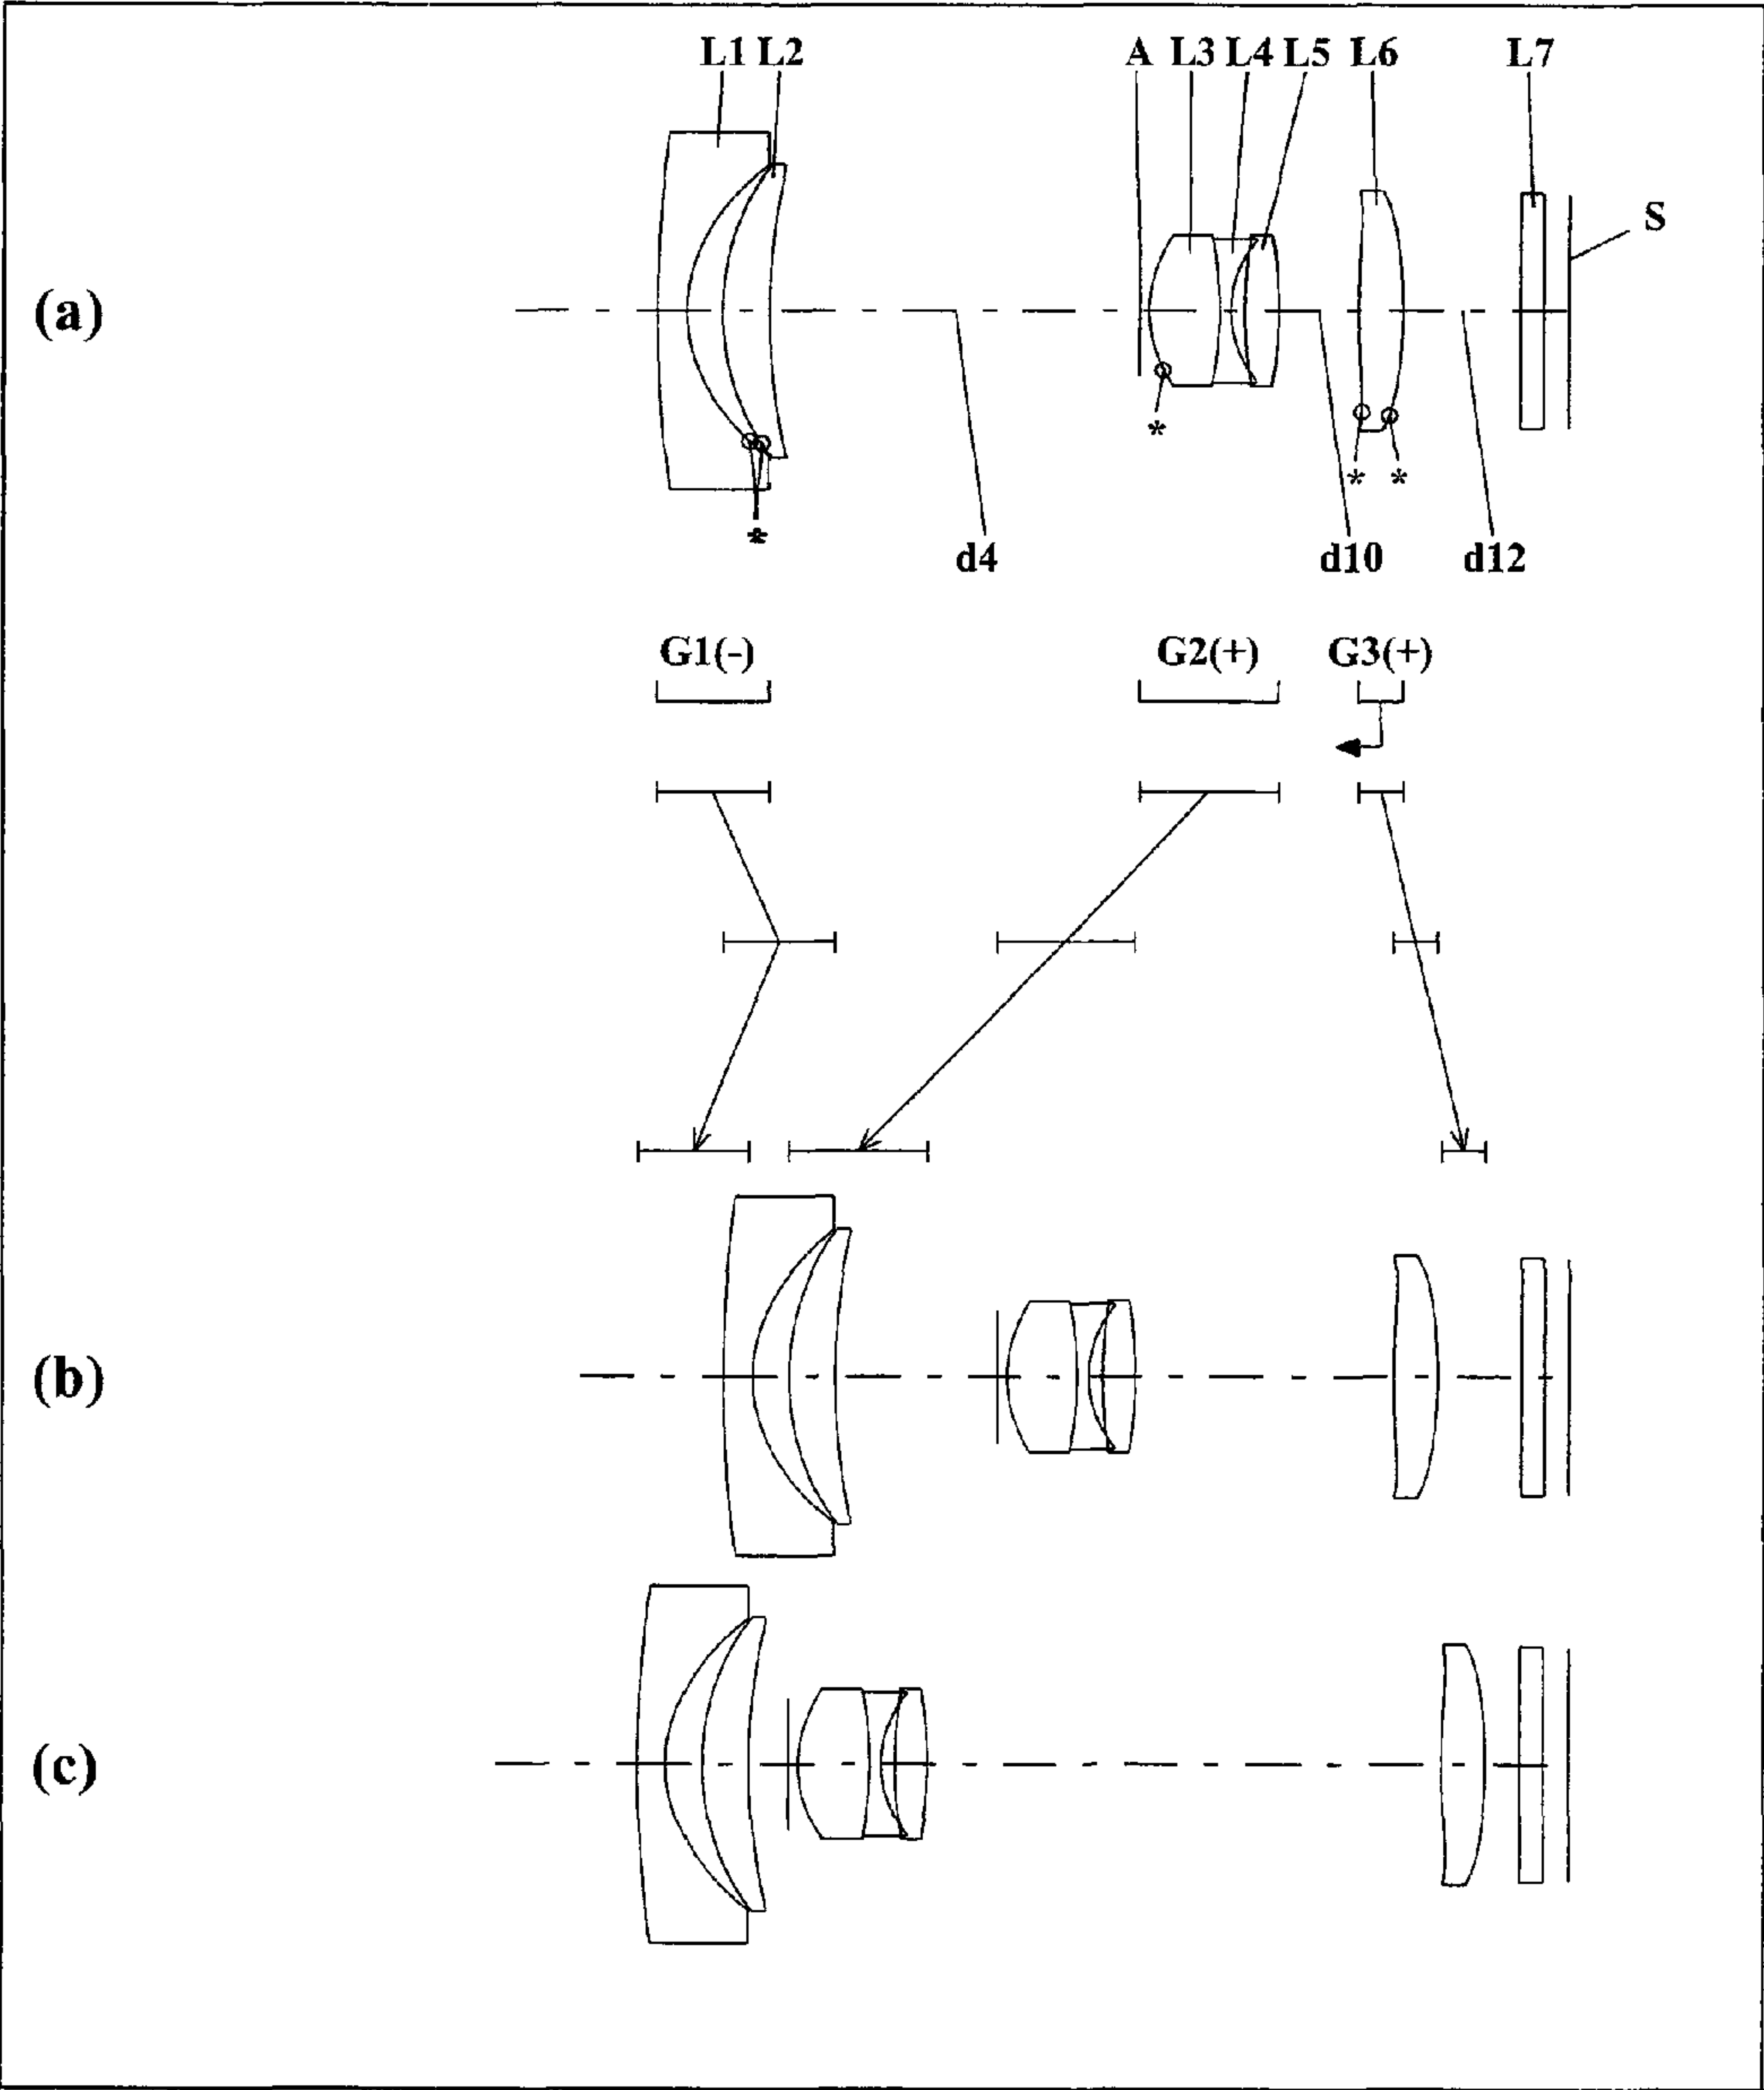 L1 L2 A L3 L4 L5 L6 L7
S
(a)
*
* *
*
d4 d10 d12
G1(-) G2(+) G3(+)
(b)
(c)